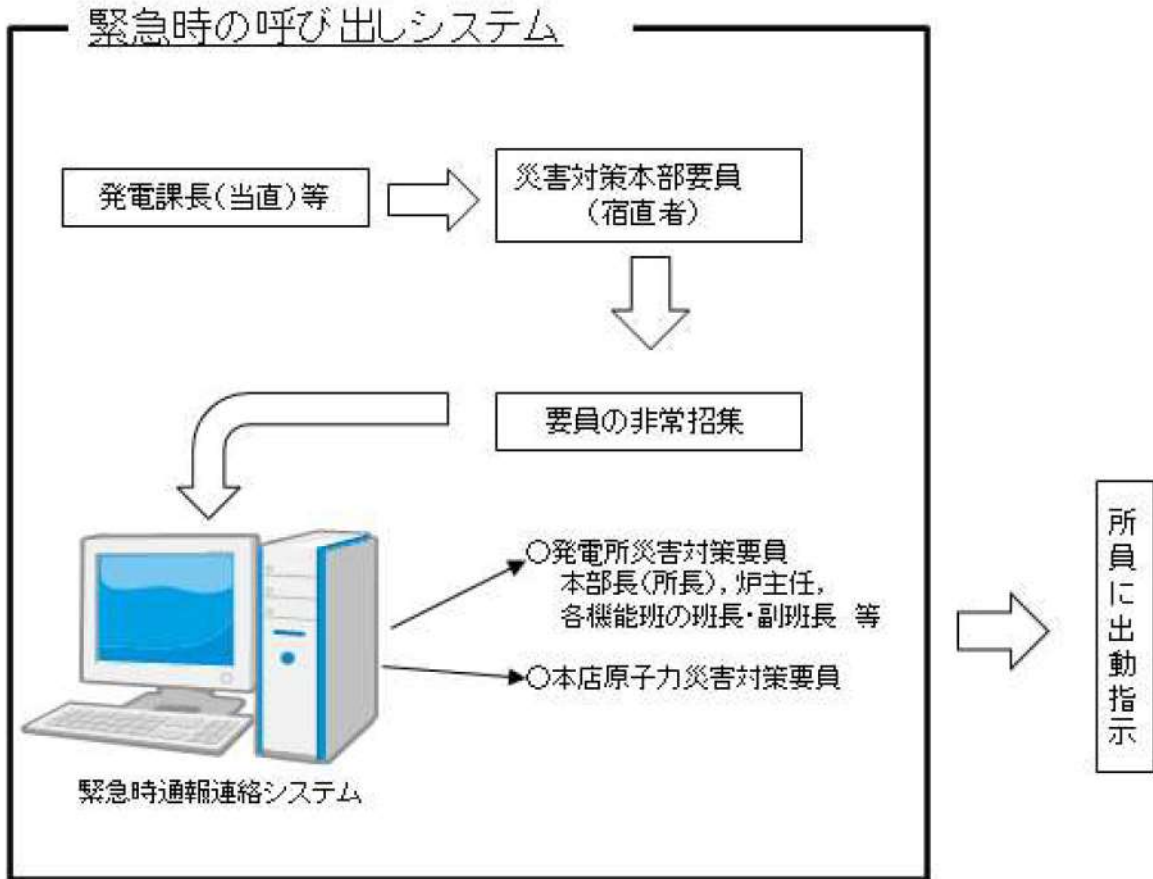 緊急時の呼び出しシステム
発電課長(当直)等
災害対策本部要員
(宿直者)
要員の非常招集
○発電所災害対策要員
本部長(所長),炉主任,
各機能班の班長・副班長 等
○本店原子力災害対策要員
緊急時通報連絡システム
所員に出動指示